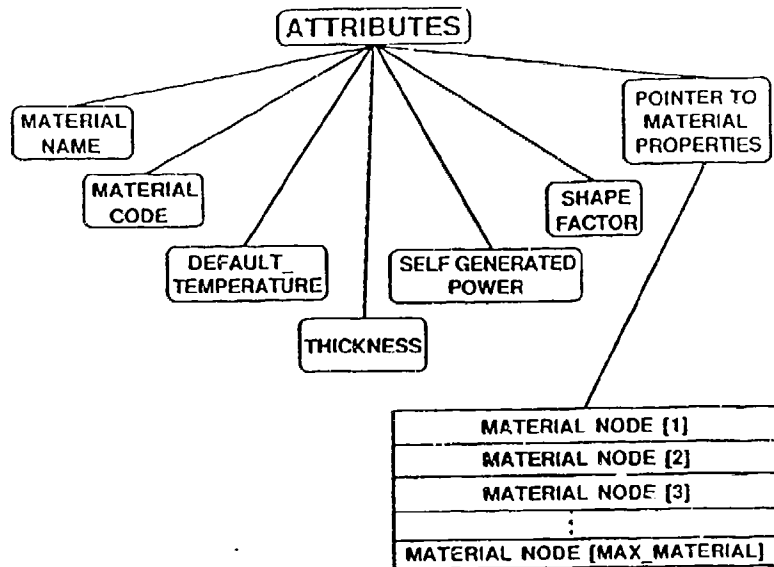 ATTRIBUTES
MATERIAL
NAME
MATERIAL
CODE
DEFAULT_
TEMPERATURE
THICKNESS
SELF GENERATED
POWER
SHAPE
FACTOR
POINTER TO
MATERIAL
PROPERTIES
MATERIAL NODE [1]
MATERIAL NODE [2]
MATERIAL NODE [3]
⋮
MATERIAL NODE [MAX_MATERIAL]